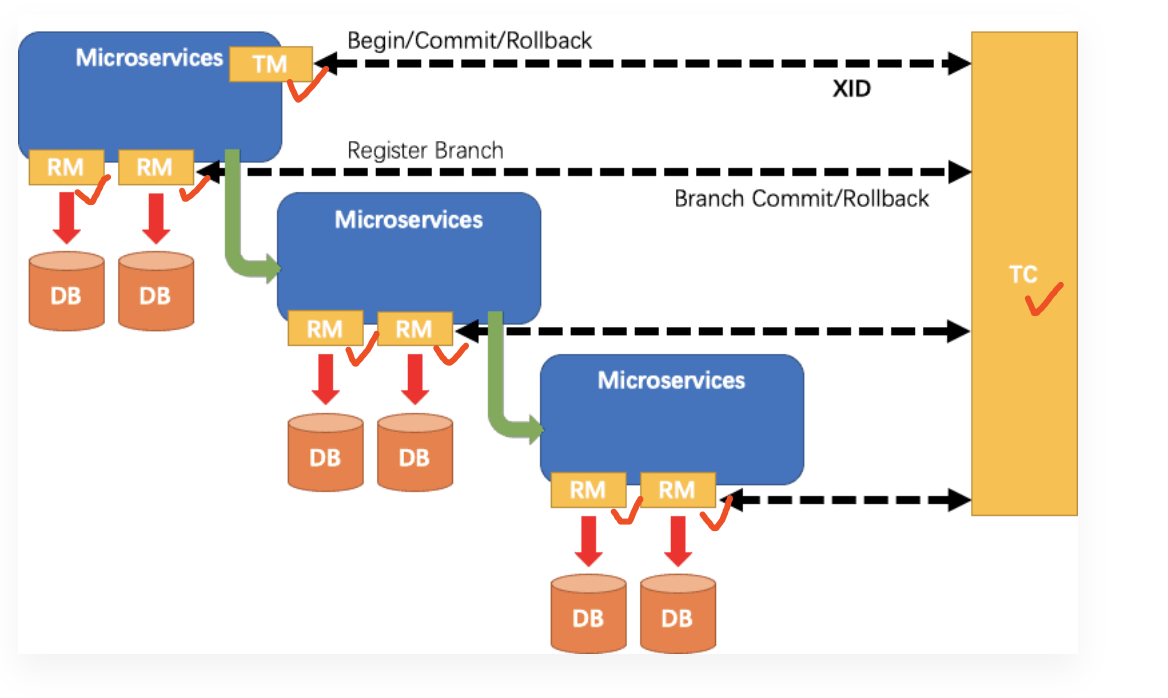 Begin/Commit/Rollback
Microservices
TM
XID
Register Branch
RM
RM
Branch Commit/Rollback
Microservices
TC
DB
DB
RM
RM
Microservices
DB
DB
RM
RM
DB
DB